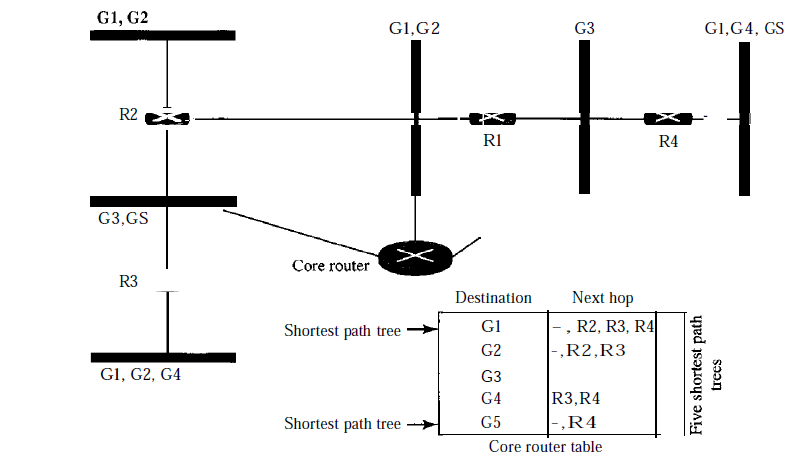 G1, G2
G1,G2
G3
G1,G4, GS
R2
R1
R4
G3,GS
Core router
R3
G1, G2, G4
Destination Next hop
Shortest path tree G1 -, R2, R3, R4
G2 -,R2,R3
G3
G4 R3,R4
Shortest path tree G5 -,R4
Core router table
Five shortest path
trees